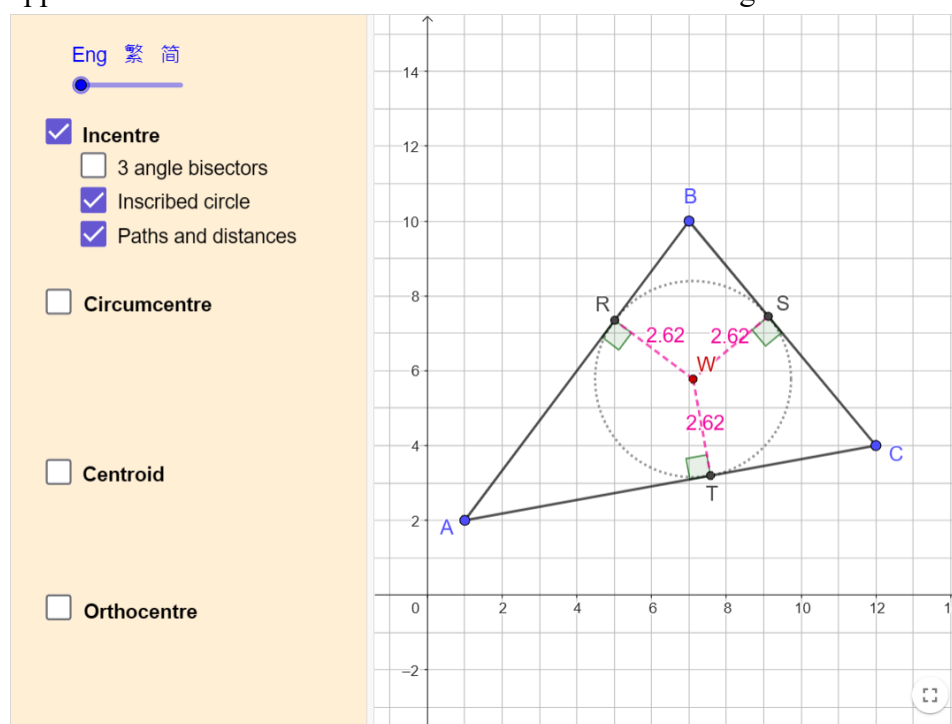 Eng 繁 简
Incentre
3 angle bisectors
Inscribed circle
Paths and distances
Circumcentre
Centroid
Orthocentre
14
12
10
8
6
4
2
0 2 4 6 8 10 12 1
–2
B
R S
2.62 2.62
W
2.62
C
T
A